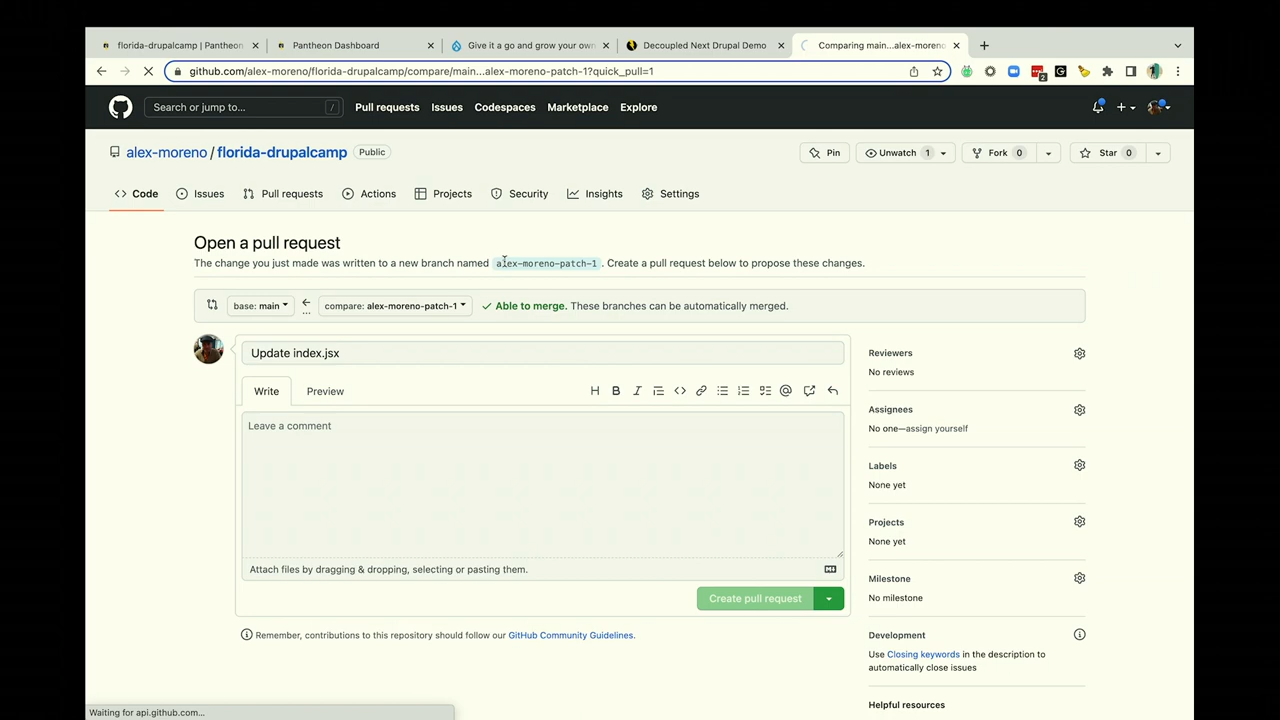 florida-drupalcamp | Pantheon
Pantheon Dashboard
Give it a go and grow your own
Decoupled Next Drupal Demo
Comparing main...alex-moreno-
github.com/alex-moreno/florida-drupalcamp/compare/main...alex-moreno-patch-1?quick_pull=1
2
Search or jump to...
/
Pull requests
Issues
Codespaces
Marketplace
Explore
alex-moreno / florida-drupalcamp
Public
Pin
Unwatch 1
Fork 0
Star 0
Code
Issues
Pull requests
Actions
Projects
Security
Insights
Settings
Open a pull request
The change you just made was written to a new branch named alex-moreno-patch-1. Create a pull request below to propose these changes.
base: main
...
compare: alex-moreno-patch-1
Able to merge. These branches can be automatically merged.
Update index.jsx
Write
Preview
H B I
Leave a comment
Attach files by dragging & dropping, selecting or pasting them.
Create pull request
Remember, contributions to this repository should follow our GitHub Community Guidelines.
Reviewers
No reviews
Assignees
No one—assign yourself
Labels
None yet
Projects
None yet
Milestone
No milestone
Development
Use Closing keywords in the description to
automatically close issues
Helpful resources
Waiting for api.github.com...